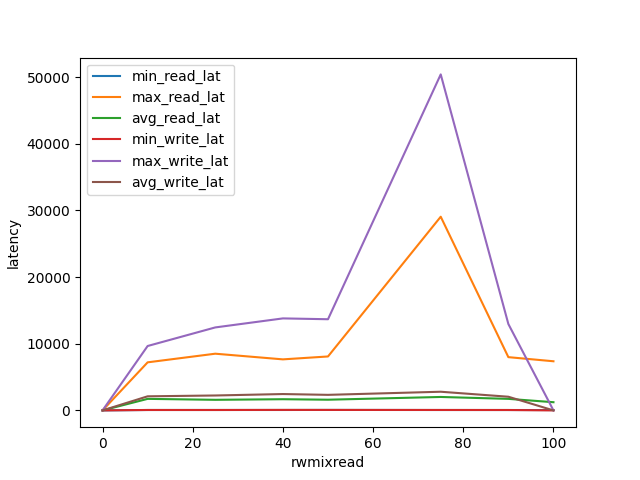 50000
40000
30000
20000
10000
0
latency
min_read_lat
max_read_lat
avg_read_lat
min_write_lat
max_write_lat
avg_write_lat
0 20 40 60 80 100
rwmixread